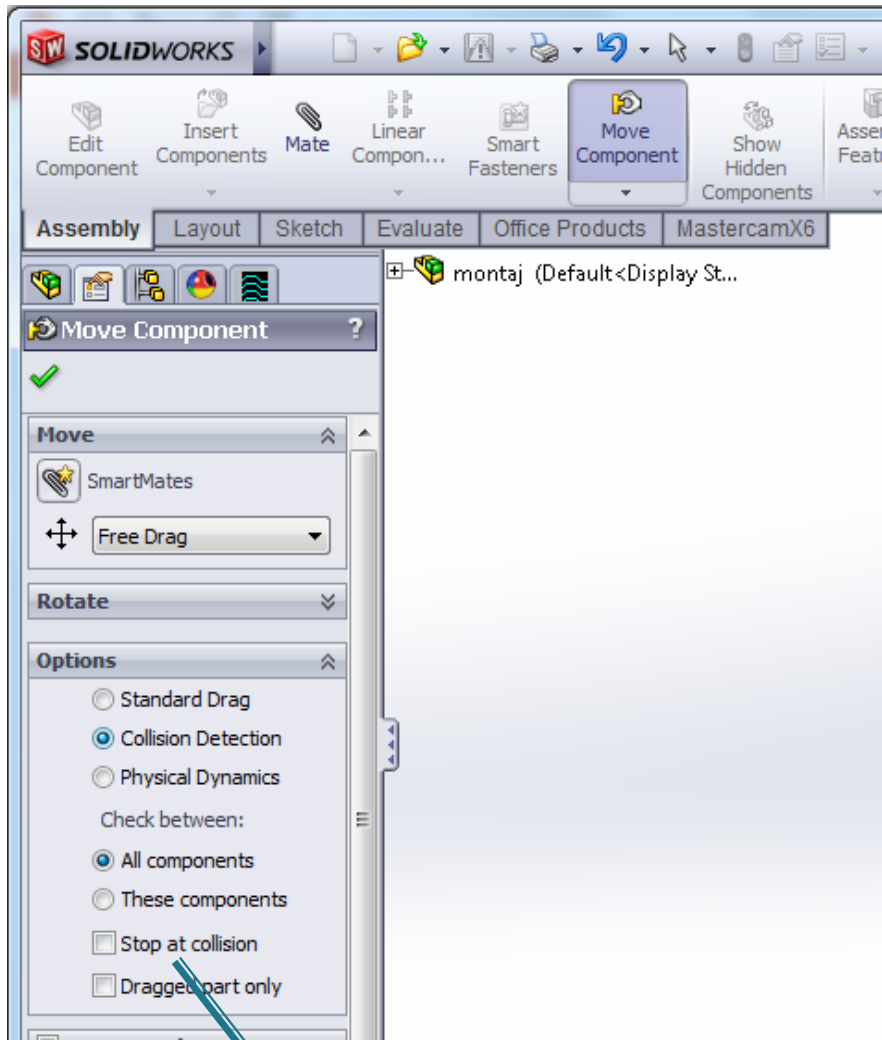 SW SOLIDWORKS
Edit Component
Insert Components
Mate
Linear Compon...
Smart Fasteners
Move Component
Show Hidden Components
Assembly Layout Sketch Evaluate Office Products MastercamX6
montaj (Default<Display St...
Move Component ?
Move
SmartMates
Free Drag
Rotate
Options
Standard Drag
Collision Detection
Physical Dynamics
Check between:
All components
These components
Stop at collision
Dragged part only